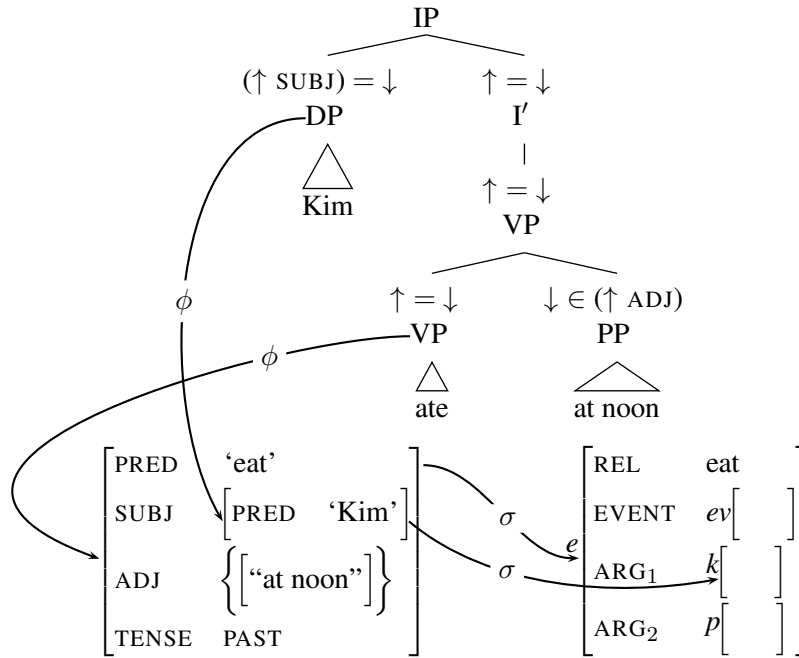 IP
(↑ SUBJ) = ↓ ↑ = ↓
DP I′
Kim ↑ = ↓
VP
ϕ ↑ = ↓ ↓ ∈ (↑ ADJ)
ϕ VP PP
ate at noon
PRED ‘eat’ REL eat
SUBJ [PRED ‘Kim’] σ EVENT ev[ ]
e
ADJ {[“at noon”]} σ ARG1 k[ ]
TENSE PAST ARG2 p[ ]